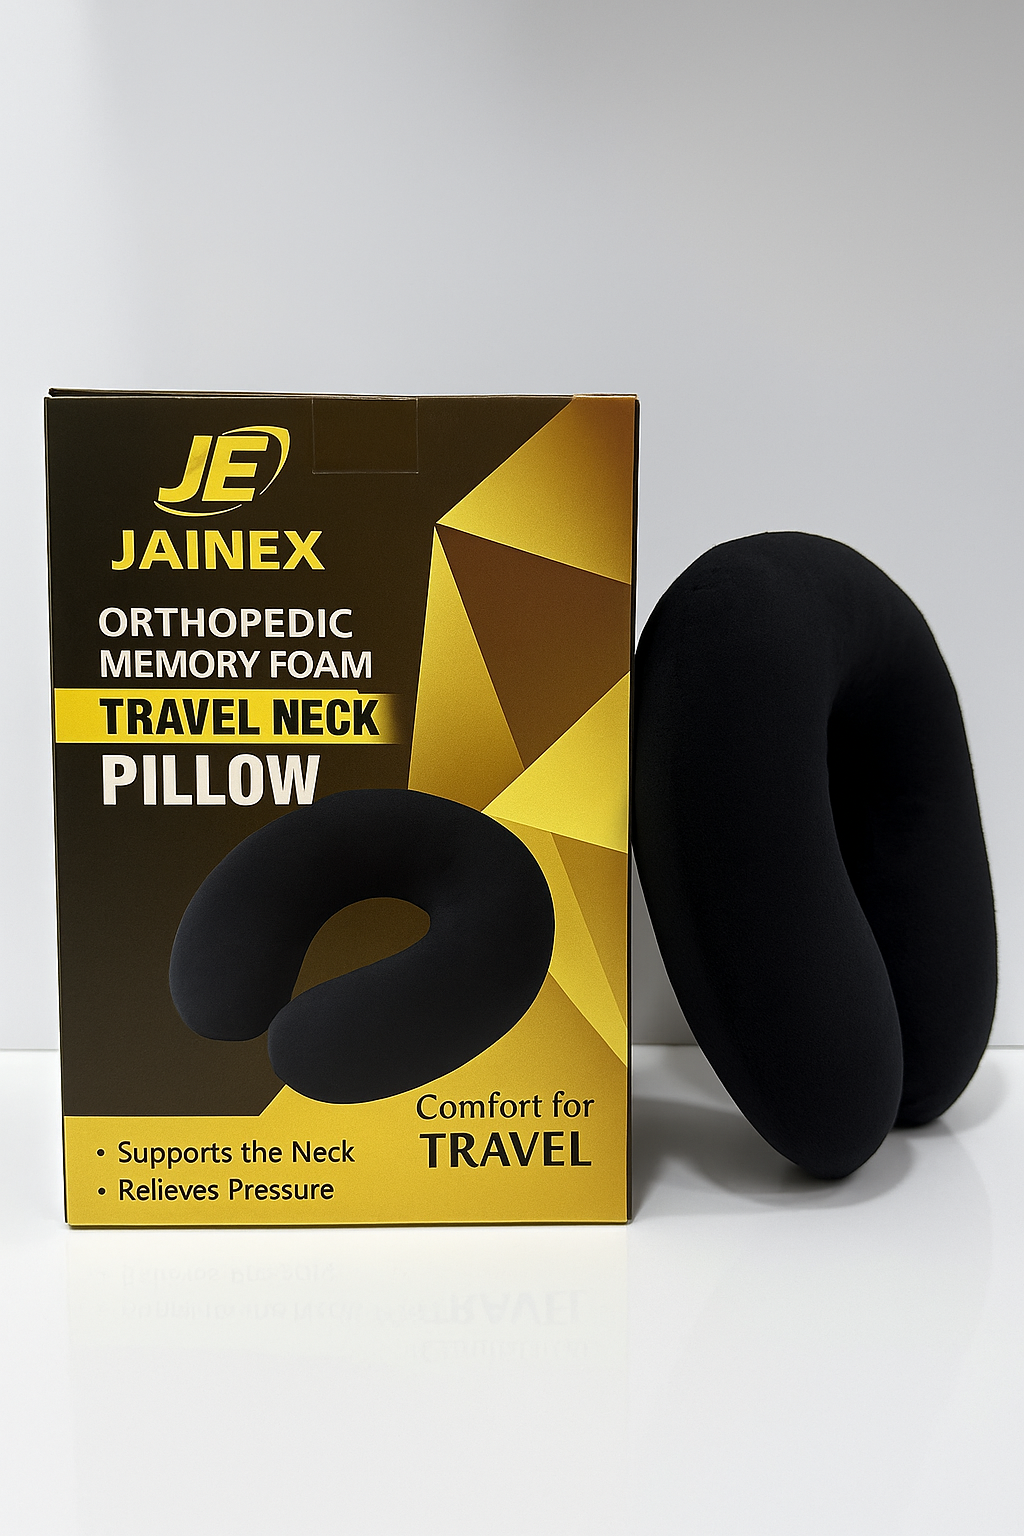 JE
JAINEX
ORTHOPEDIC
MEMORY FOAM
TRAVEL NECK
PILLOW
Comfort for
TRAVEL
• Supports the Neck
• Relieves Pressure